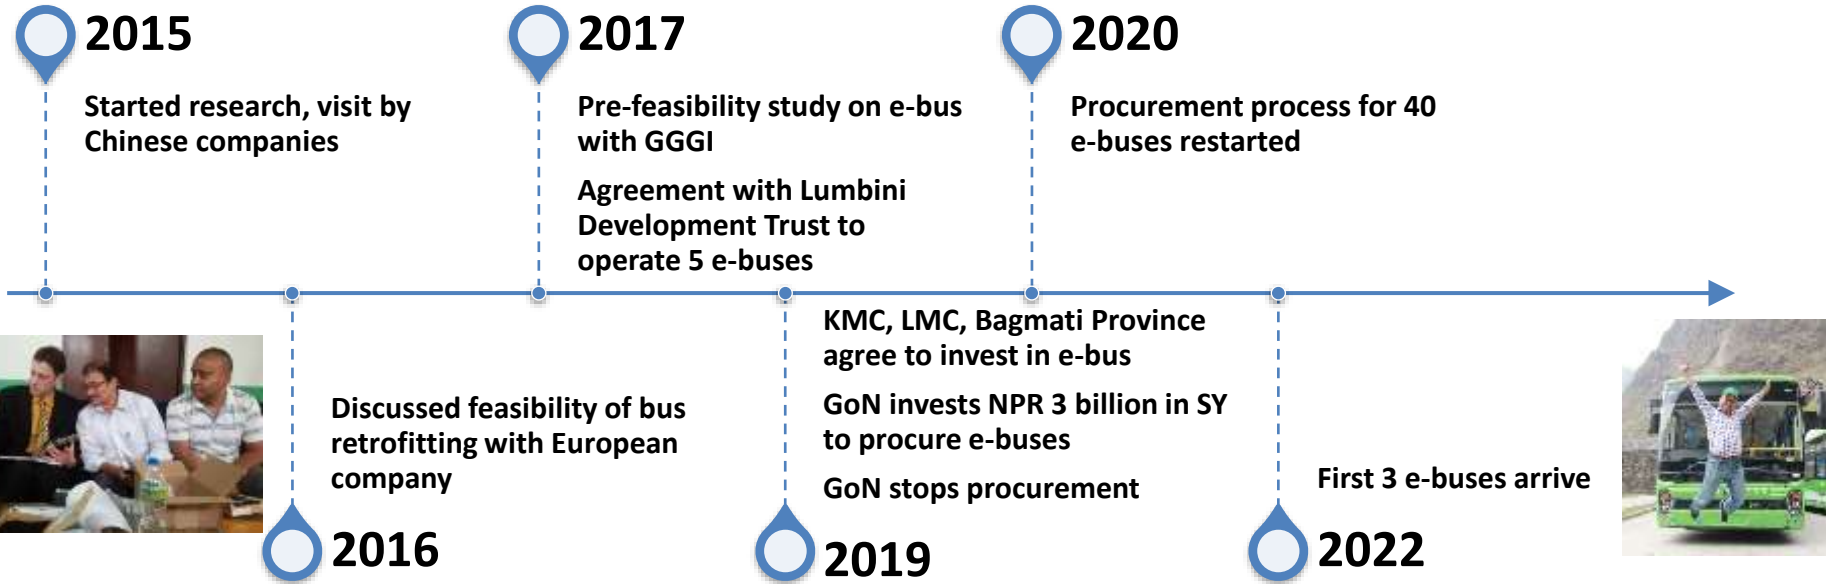 2015
Started research, visit by
Chinese companies
2016
Discussed feasibility of bus
retrofitting with European
company
2017
Pre-feasibility study on e-bus
with GGGI
Agreement with Lumbini
Development Trust to
operate 5 e-buses
2019
KMC, LMC, Bagmati Province
agree to invest in e-bus
GoN invests NPR 3 billion in SY
to procure e-buses
GoN stops procurement
2020
Procurement process for 40
e-buses restarted
2022
First 3 e-buses arrive